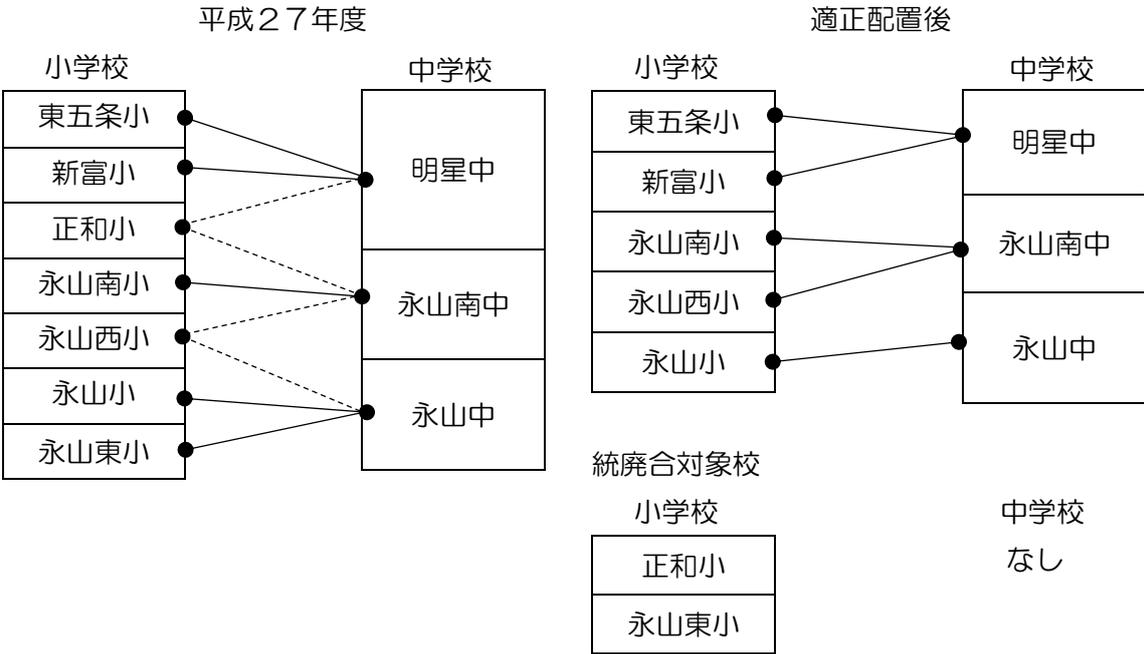 平成２７年度
小学校
中学校
東五条小
新富小
正和小
永山南小
永山西小
永山小
永山東小
明星中
永山南中
永山中
適正配置後
小学校
中学校
東五条小
新富小
永山南小
永山西小
永山小
明星中
永山南中
永山中
統廃合対象校
小学校
中学校
正和小
永山東小
なし